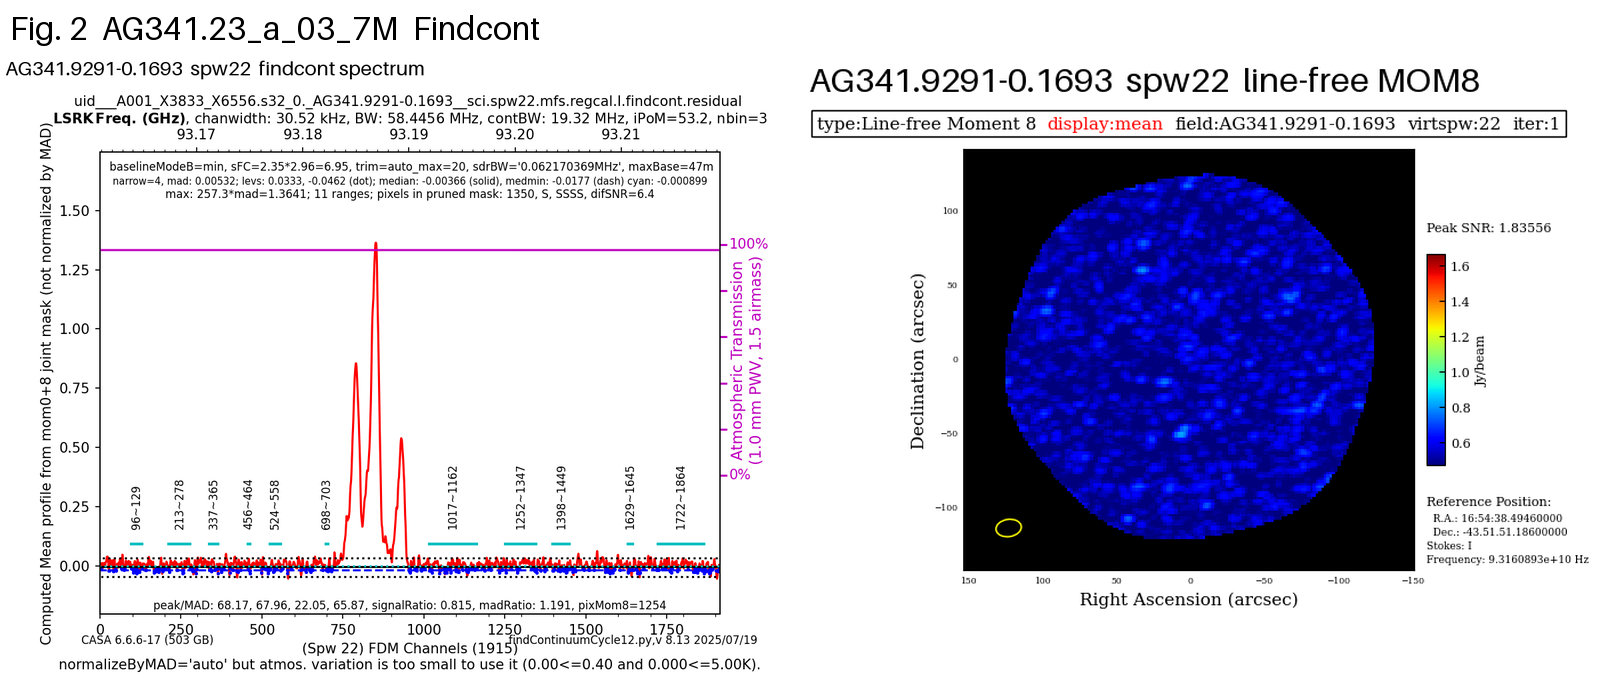 Fig. 2 AG341.23_a_03_7M Findcont
AG341.9291-0.1693 spw22 findcont spectrum
uid___A001_X3833_X6556.s32_0._AG341.9291-0.1693__sci.spw22.mfs.regcal.I.findcont.residual
LSRK Freq. (GHz), chanwidth: 30.52 kHz, BW: 58.4456 MHz, contBW: 19.32 MHz, iPoM=53.2, nbin=3
93.17 93.18 93.19 93.20 93.21
baselineModeB=min, sFC=2.35*2.96=6.95, trim=auto_max=20, sdrBW='0.062170369MHz', maxBase=47m
narrow=4, mad: 0.00532; levs: 0.0333, -0.0462 (dot); median: -0.00366 (solid), medmin: -0.0177 (dash) cyan: -0.000899
max: 257.3*mad=1.3641; 11 ranges; pixels in pruned mask: 1350, S, SSSS, difSNR=6.4
Computed Mean profile from mom0+8 joint mask (not normalized by MAD)
1.50
1.25
1.00
0.75
0.50
0.25
0.00
96~129
213~278
337~365
456~464
524~558
698~703
1017~1162
1252~1347
1398~1449
1629~1645
1722~1864
100%
0%
Atmospheric Transmission
(1.0 mm PWV, 1.5 airmass)
peak/MAD: 68.17, 67.96, 22.05, 65.87, signalRatio: 0.815, madRatio: 1.191, pixMom8=1254
0 250 500 750 1000 1250 1500 1750
CASA 6.6.6-17 (503 GB)
findContinuumCycle12.py,v 8.13 2025/07/19
(Spw 22) FDM Channels (1915)
normalizeByMAD='auto' but atmos. variation is too small to use it (0.00<=0.40 and 0.000<=5.00K).
AG341.9291-0.1693 spw22 line-free MOM8
type:Line-free Moment 8 display:mean field:AG341.9291-0.1693 virtspw:22 iter:1
Declination (arcsec)
100
50
0
−50
−100
150 100 50 0 −50 −100 −150
Right Ascension (arcsec)
Peak SNR: 1.83556
1.6
1.4
1.2
1.0
0.8
0.6
Jy/beam
Reference Position:
R.A.: 16:54:38.49460000
Dec.: -43.51.51.18600000
Stokes: I
Frequency: 9.3160893e+10 Hz